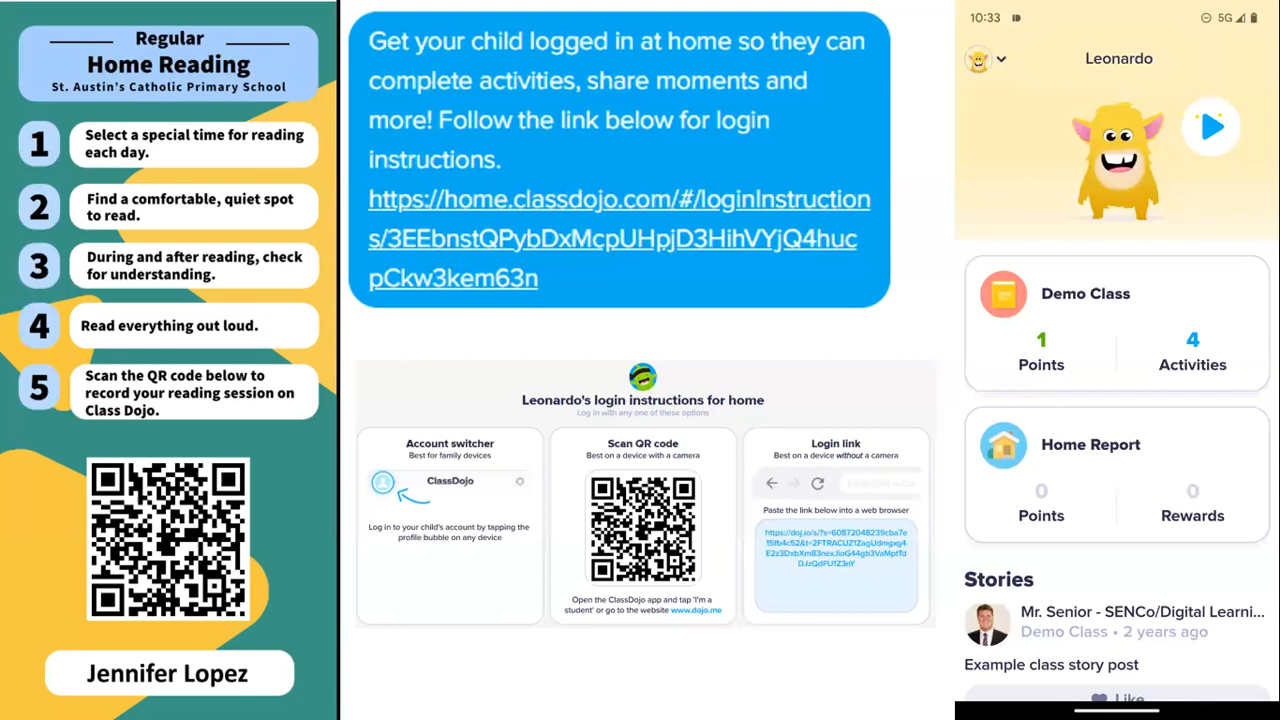 Regular
Home Reading
St. Austin's Catholic Primary School
1
Select a special time for reading
each day.
2
Find a comfortable, quiet spot
to read.
3
During and after reading, check
for understanding.
4
Read everything out loud.
5
Scan the QR code below to
record your reading session on
Class Dojo.
Jennifer Lopez
Get your child logged in at home so they can
complete activities, share moments and
more! Follow the link below for login
instructions.
https://home.classdojo.com/#/loginInstruction
s/3EEbnstQPybDxMcpUHpjD3HihVYjQ4huc
pCkw3kem63n
Leonardo's login instructions for home
Log in with any one of these options
Account switcher
Best for family devices
ClassDojo
Log in to your child's account by tapping the
profile bubble on any device
Scan QR code
Best on a device with a camera
Open the ClassDojo app and tap 'I'm a
student' or go to the website www.dojo.me
Login link
Best on a device without a camera
Paste the link below into a web browser
https://doj.io/s/?s=60872048239cba7e
15fb4c52&t=2FTRACUZ1ZagUdmgxg4
E2z3DxbXm83nexJioG44gb3VaMptTd
DJzQdFU1Z3nY
10:33
5G
Leonardo
Demo Class
1
Points
4
Activities
Home Report
0
Points
0
Rewards
Stories
Mr. Senior - SENCo/Digital Learni...
Demo Class • 2 years ago
Example class story post
Like